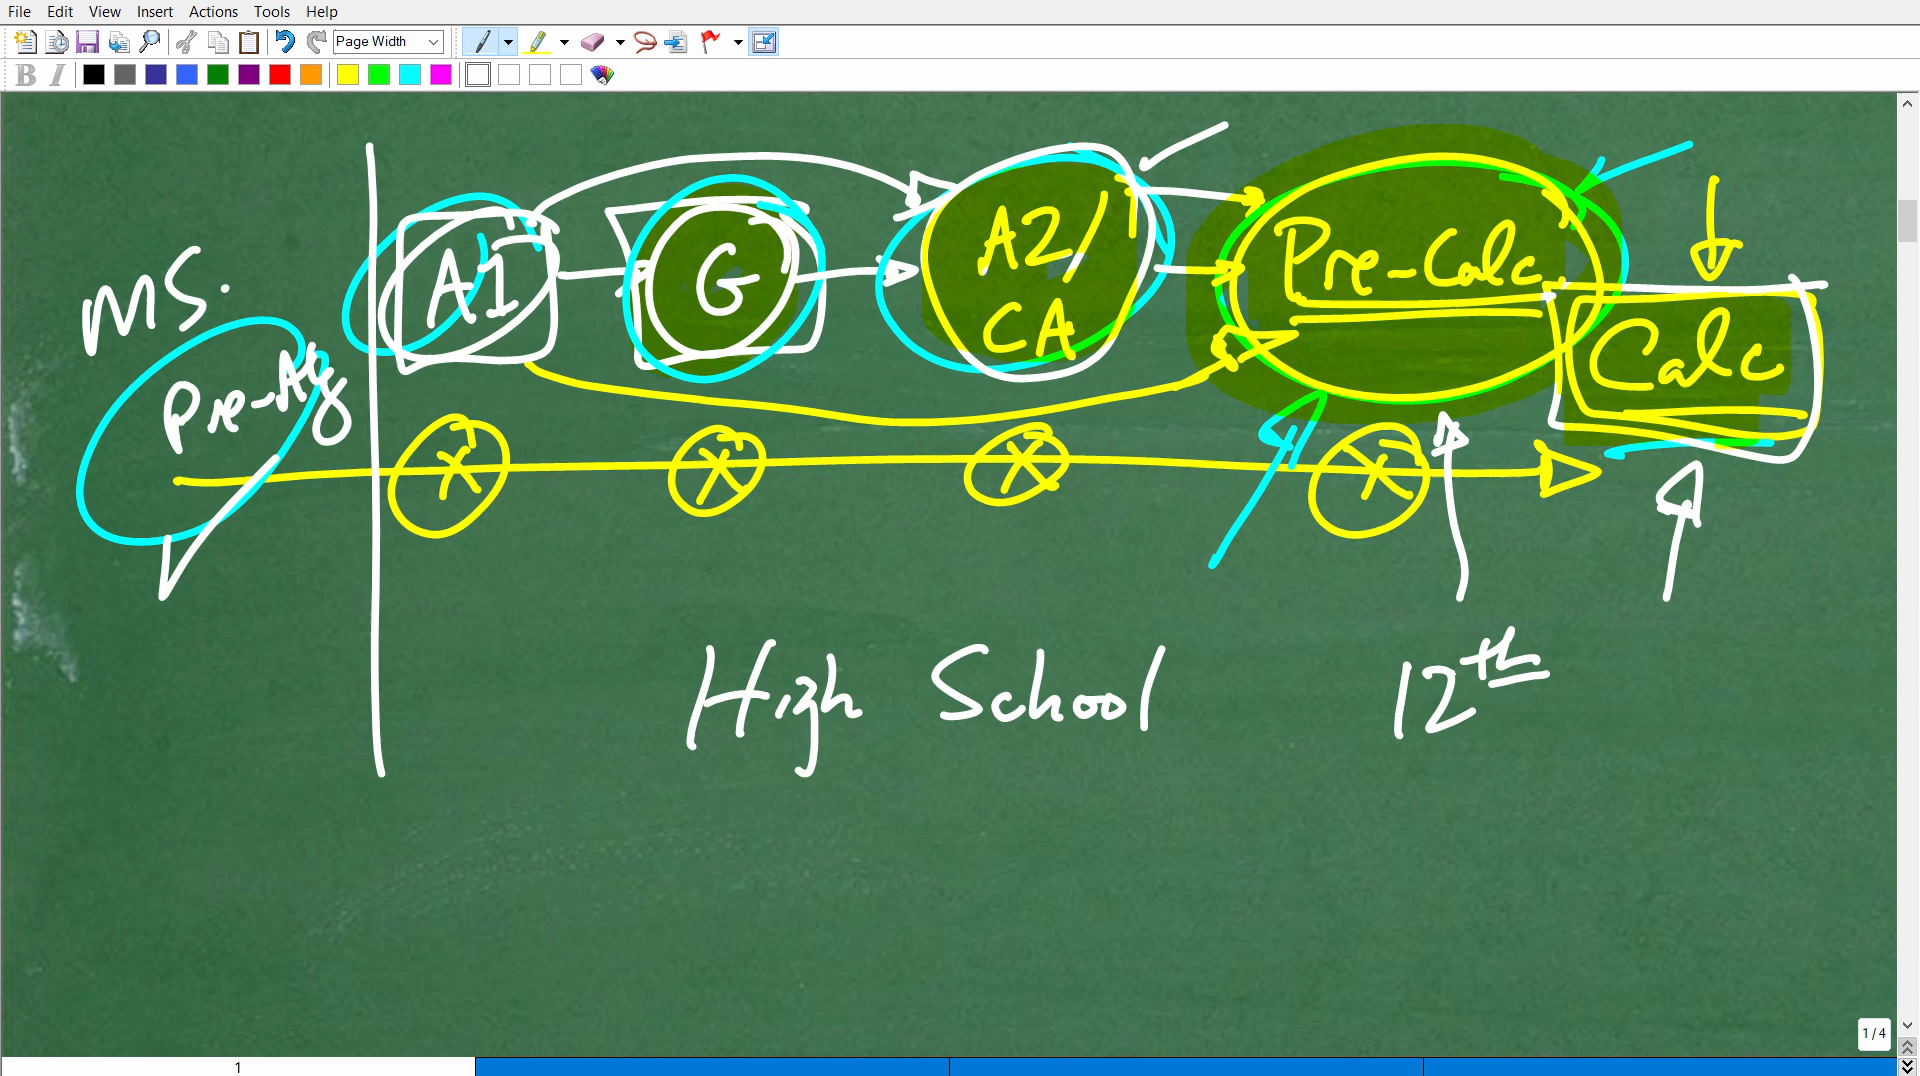 File Edit View Insert Actions Tools Help
Page Width
B I
MS.
Pre-Alg
A1
G
A2/
CA
Pre-Calc
Calc
High School
12th
1/4
1